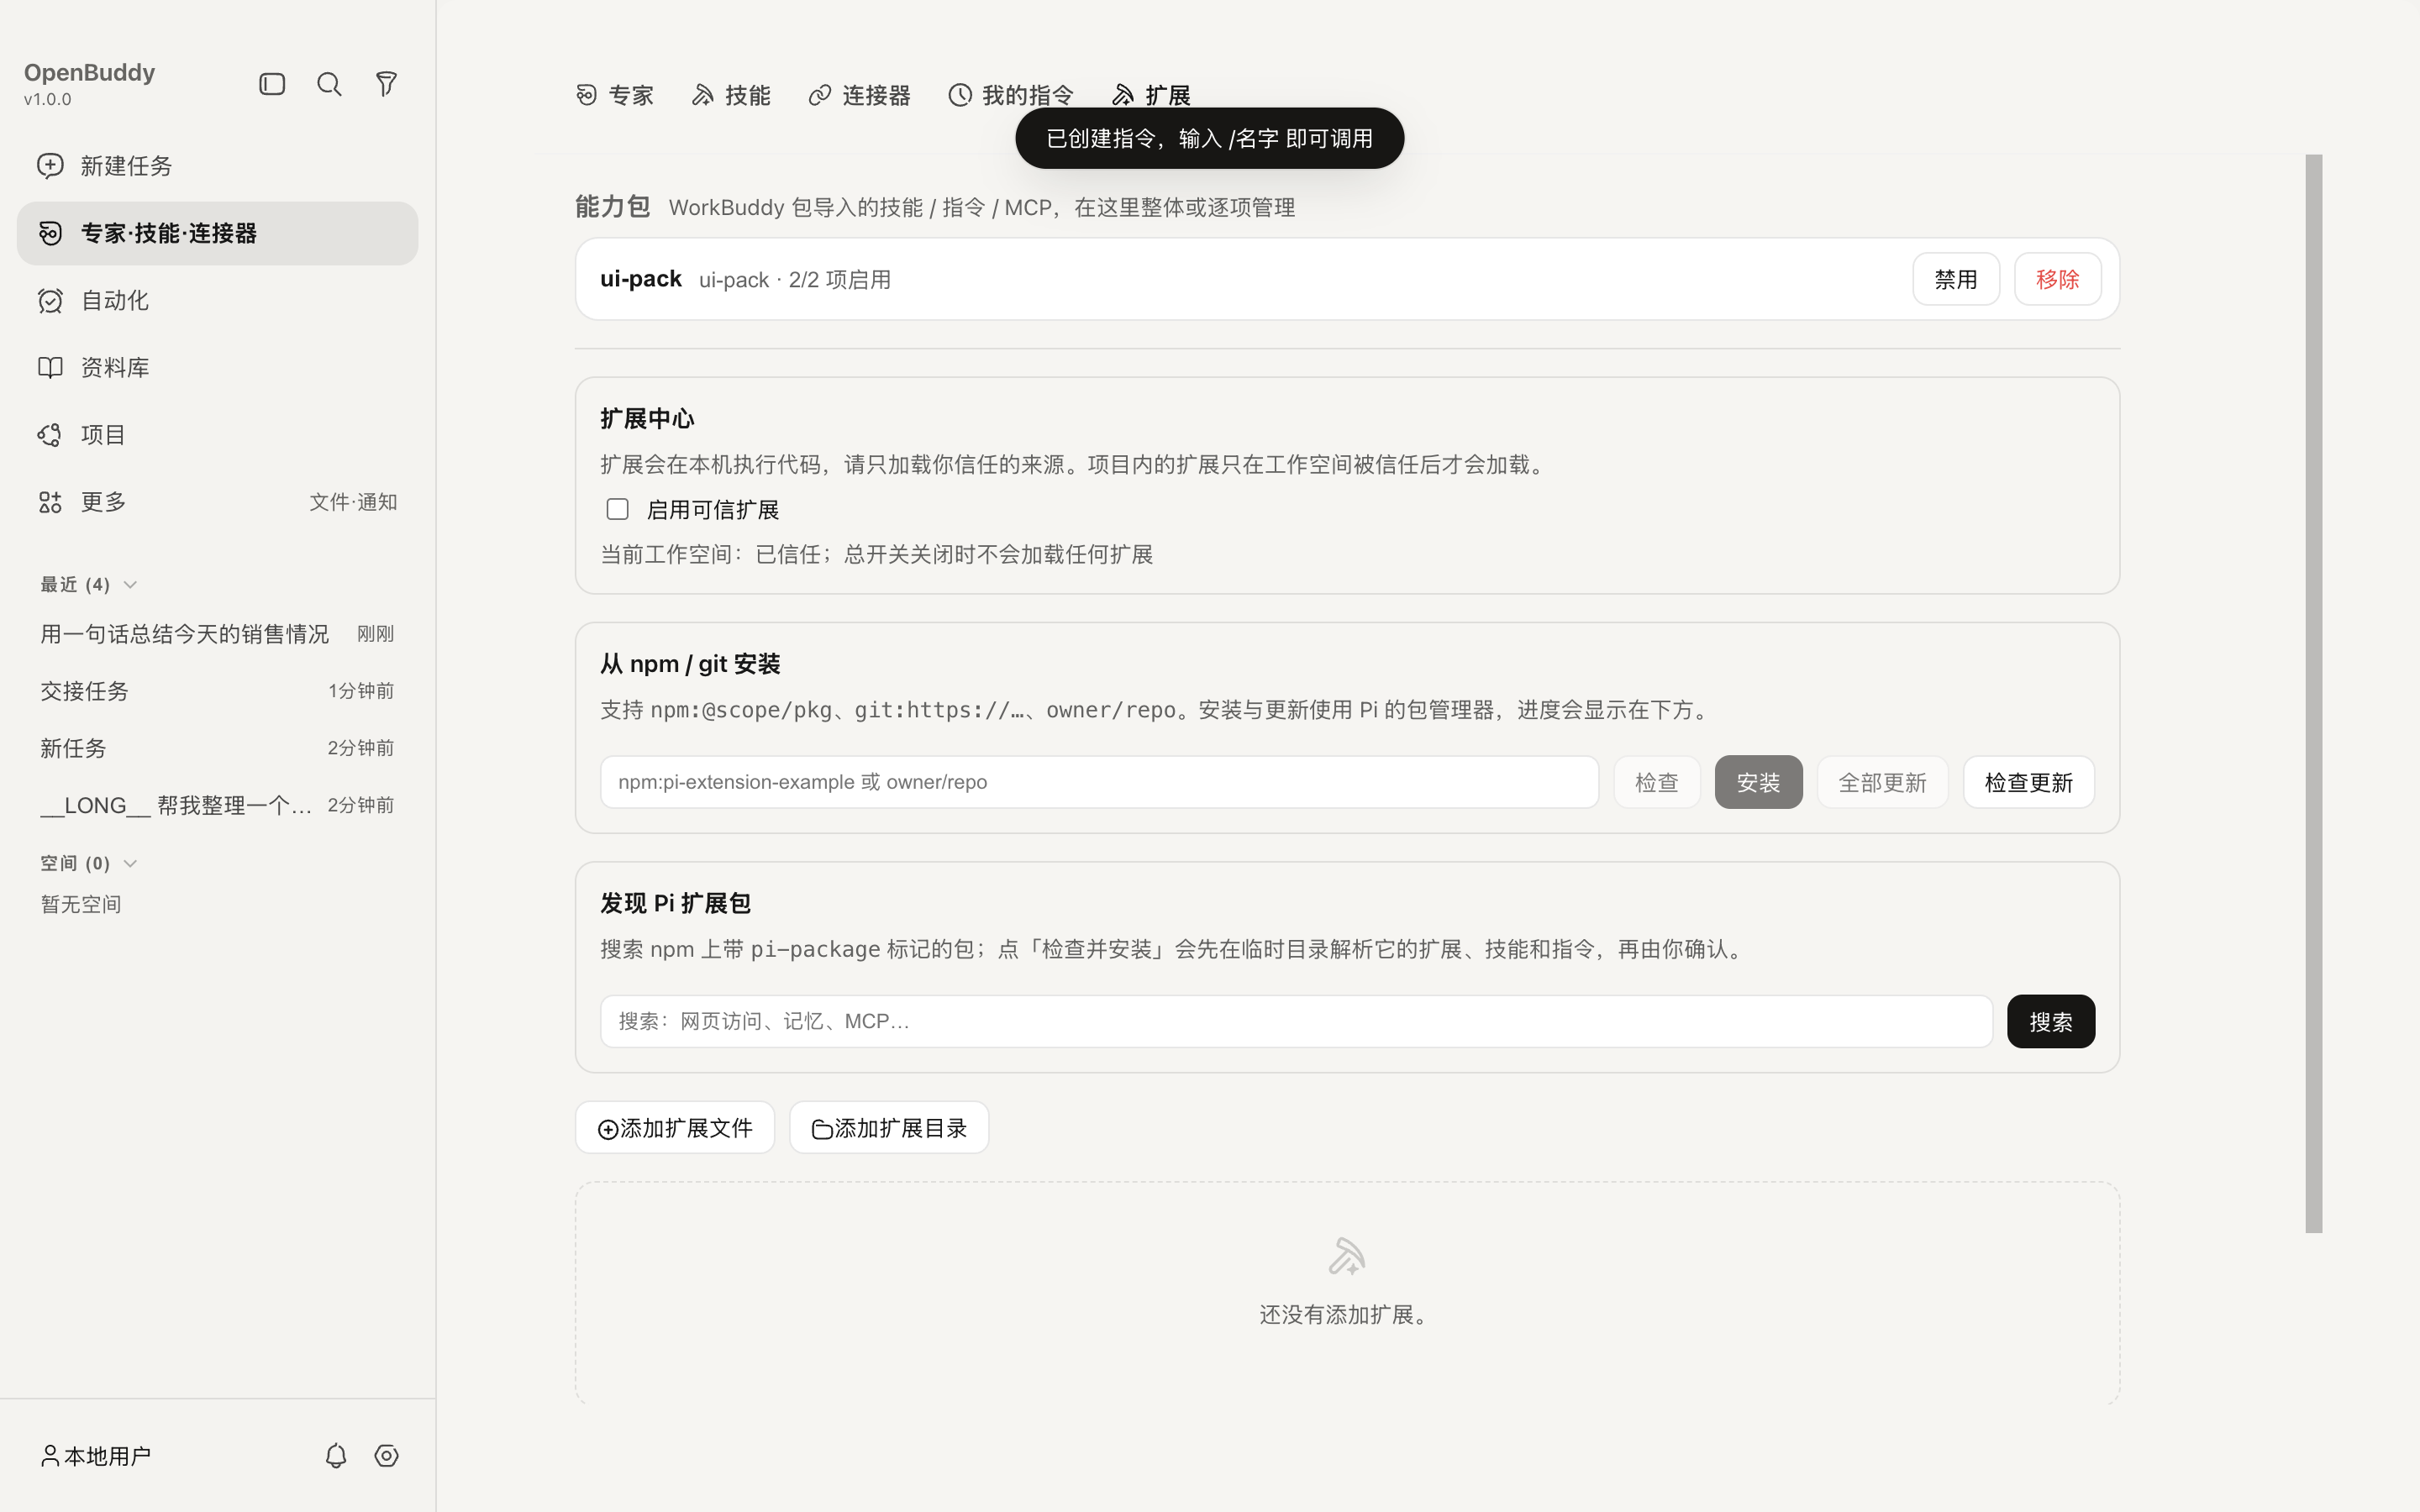 OpenBuddy
v1.0.0
新建任务
专家·技能·连接器
自动化
资料库
项目
更多 文件·通知
最近 (4)
用一句话总结今天的销售情况 刚刚
交接任务 1分钟前
新任务 2分钟前
__LONG__ 帮我整理一个… 2分钟前
空间 (0)
暂无空间
本地用户
专家 技能 连接器 我的指令 扩展
已创建指令，输入 /名字 即可调用
能力包 WorkBuddy 包导入的技能 / 指令 / MCP，在这里整体或逐项管理
ui-pack ui-pack · 2/2 项启用 禁用 移除
扩展中心
扩展会在本机执行代码，请只加载你信任的来源。项目内的扩展只在工作空间被信任后才会加载。
启用可信扩展
当前工作空间：已信任；总开关关闭时不会加载任何扩展
从 npm / git 安装
支持 npm:@scope/pkg、git:https://…、owner/repo。安装与更新使用 Pi 的包管理器，进度会显示在下方。
npm:pi-extension-example 或 owner/repo 检查 安装 全部更新 检查更新
发现 Pi 扩展包
搜索 npm 上带 pi-package 标记的包；点「检查并安装」会先在临时目录解析它的扩展、技能和指令，再由你确认。
搜索：网页访问、记忆、MCP… 搜索
添加扩展文件 添加扩展目录
还没有添加扩展。